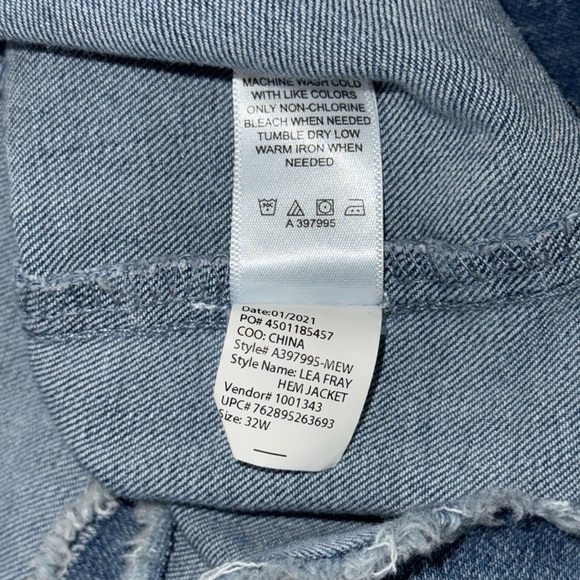 MACHINE WASH COLD
WITH LIKE COLORS
ONLY NON-CHLORINE
BLEACH WHEN NEEDED
TUMBLE DRY LOW
WARM IRON WHEN
NEEDED
A 397995
Date:01/2021
PO# 4501185457
COO: CHINA
Style# A397995-MEW
Style Name: LEA FRAY
HEM JACKET
Vendor# 1001343
UPC# 762895263693
Size: 32W